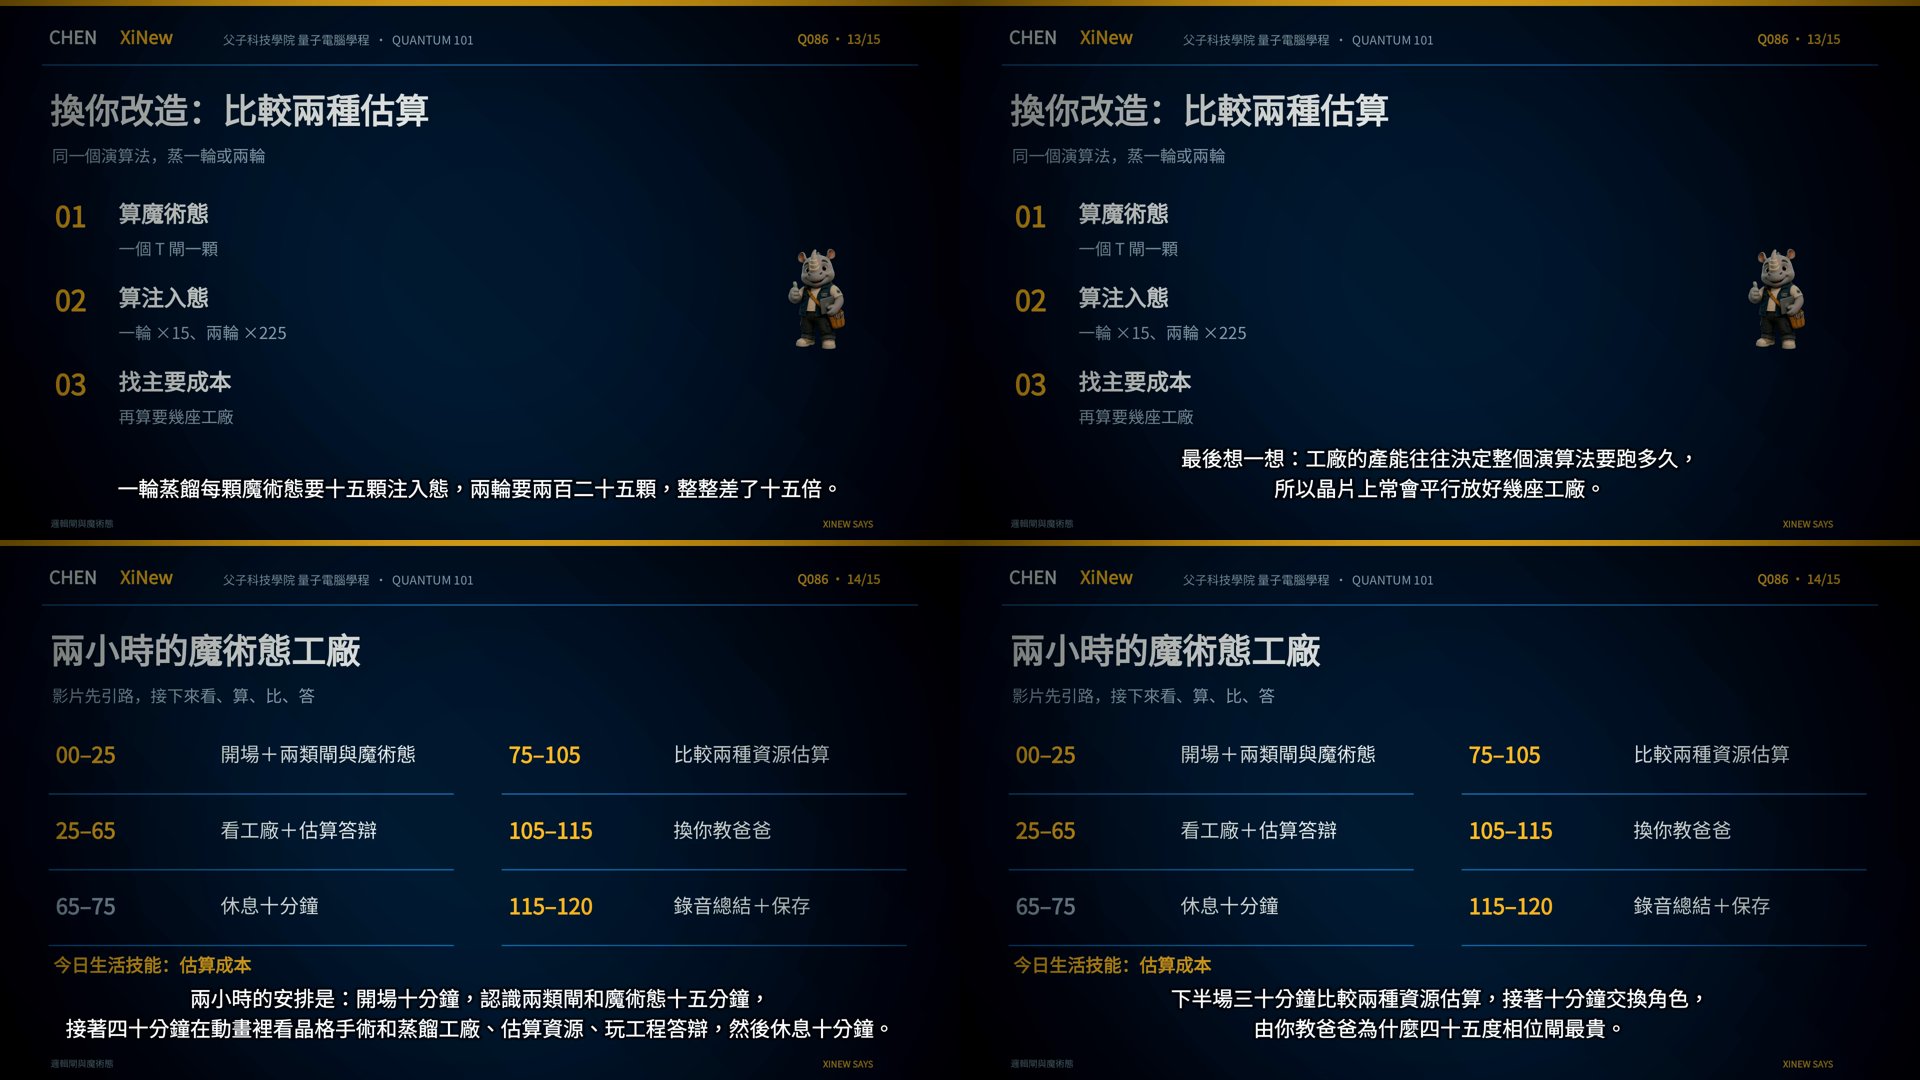 CHEN XiNew 父子科技學院 量子電腦學程 · QUANTUM 101 Q086 · 13/15
換你改造：比較兩種估算
同一個演算法，蒸一輪或兩輪
01 算魔術態
一個 T 閘一顆
02 算注入態
一輪 ×15、兩輪 ×225
03 找主要成本
再算要幾座工廠
一輪蒸餾每顆魔術態要十五顆注入態，兩輪要兩百二十五顆，整整差了十五倍。
邏輯閘與魔術態 XINEW SAYS
CHEN XiNew 父子科技學院 量子電腦學程 · QUANTUM 101 Q086 · 13/15
換你改造：比較兩種估算
同一個演算法，蒸一輪或兩輪
01 算魔術態
一個 T 閘一顆
02 算注入態
一輪 ×15、兩輪 ×225
03 找主要成本
再算要幾座工廠
最後想一想：工廠的產能往往決定整個演算法要跑多久，
所以晶片上常會平行放好幾座工廠。
邏輯閘與魔術態 XINEW SAYS
CHEN XiNew 父子科技學院 量子電腦學程 · QUANTUM 101 Q086 · 14/15
兩小時的魔術態工廠
影片先引路，接下來看、算、比、答
00–25 開場＋兩類閘與魔術態 75–105 比較兩種資源估算
25–65 看工廠＋估算答辯 105–115 換你教爸爸
65–75 休息十分鐘 115–120 錄音總結＋保存
今日生活技能：估算成本
兩小時的安排是：開場十分鐘，認識兩類閘和魔術態十五分鐘，
接著四十分鐘在動畫裡看晶格手術和蒸餾工廠、估算資源、玩工程答辯，然後休息十分鐘。
邏輯閘與魔術態 XINEW SAYS
CHEN XiNew 父子科技學院 量子電腦學程 · QUANTUM 101 Q086 · 14/15
兩小時的魔術態工廠
影片先引路，接下來看、算、比、答
00–25 開場＋兩類閘與魔術態 75–105 比較兩種資源估算
25–65 看工廠＋估算答辯 105–115 換你教爸爸
65–75 休息十分鐘 115–120 錄音總結＋保存
今日生活技能：估算成本
下半場三十分鐘比較兩種資源估算，接著十分鐘交換角色，
由你教爸爸為什麼四十五度相位閘最貴。
邏輯閘與魔術態 XINEW SAYS